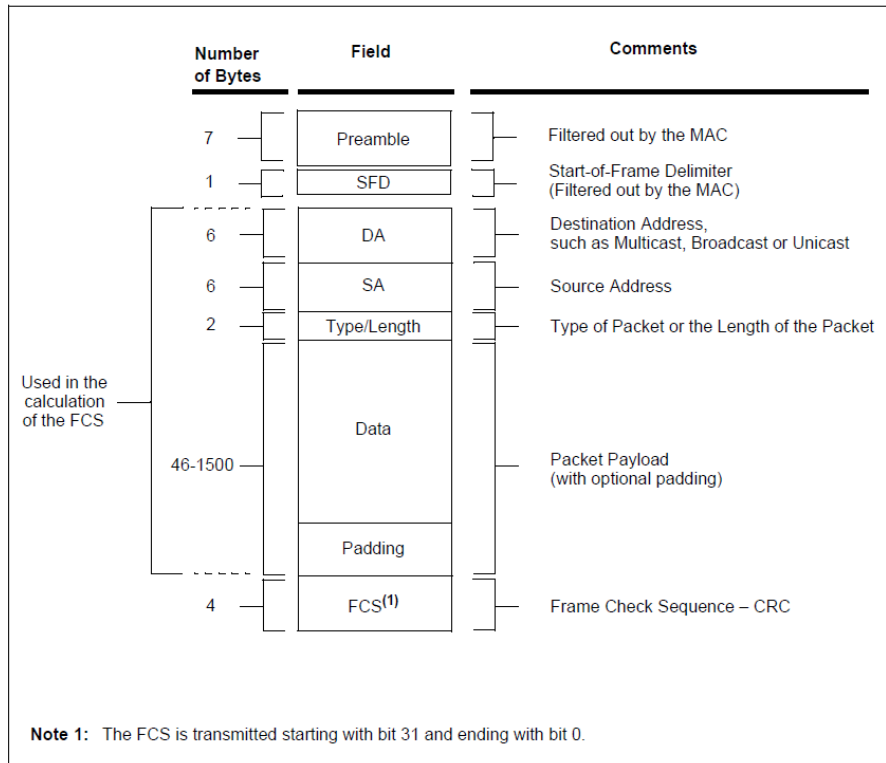 Number
of Bytes
Field
Comments
7
Preamble
Filtered out by the MAC
1
SFD
Start-of-Frame Delimiter
(Filtered out by the MAC)
6
DA
Destination Address,
such as Multicast, Broadcast or Unicast
6
SA
Source Address
2
Type/Length
Type of Packet or the Length of the Packet
Used in the
calculation
of the FCS
46-1500
Data
Packet Payload
(with optional padding)
Padding
4
FCS(1)
Frame Check Sequence – CRC
Note 1: The FCS is transmitted starting with bit 31 and ending with bit 0.